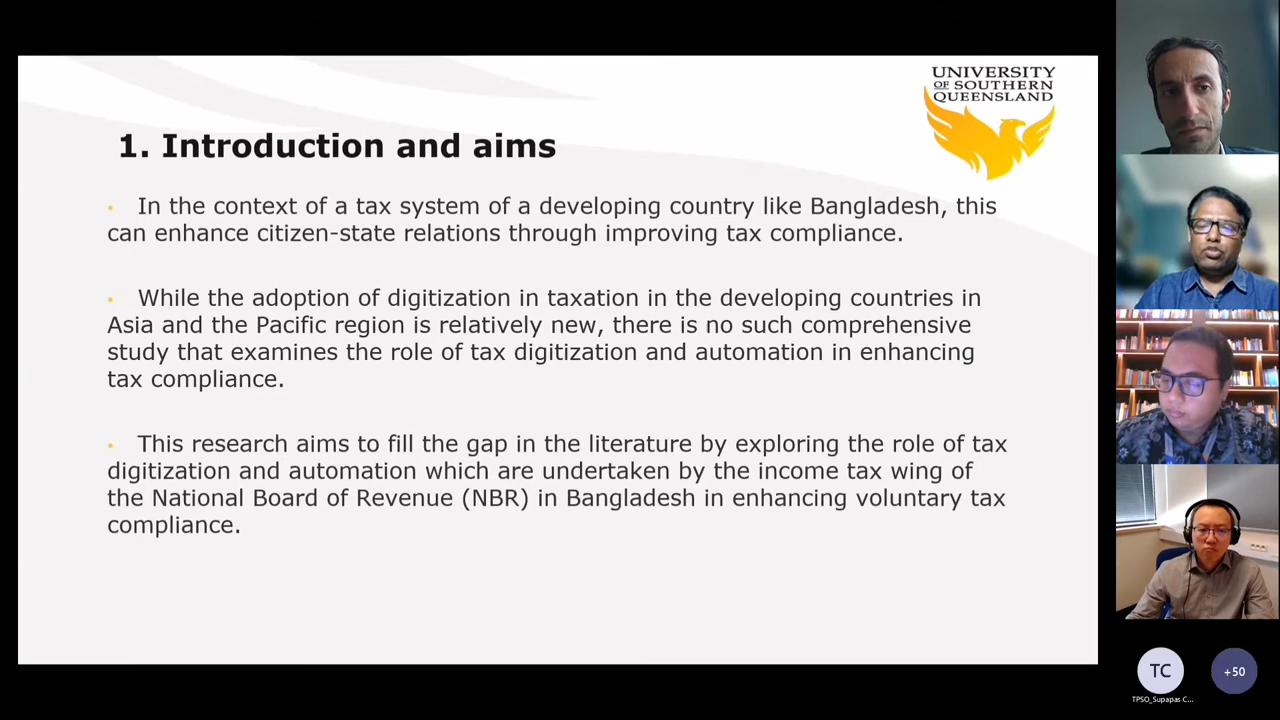 UNIVERSITY
OF SOUTHERN
QUEENSLAND
1. Introduction and aims
• In the context of a tax system of a developing country like Bangladesh, this
can enhance citizen-state relations through improving tax compliance.
• While the adoption of digitization in taxation in the developing countries in
Asia and the Pacific region is relatively new, there is no such comprehensive
study that examines the role of tax digitization and automation in enhancing
tax compliance.
• This research aims to fill the gap in the literature by exploring the role of tax
digitization and automation which are undertaken by the income tax wing of
the National Board of Revenue (NBR) in Bangladesh in enhancing voluntary tax
compliance.
TC
+50
TPSO_Supapas C...